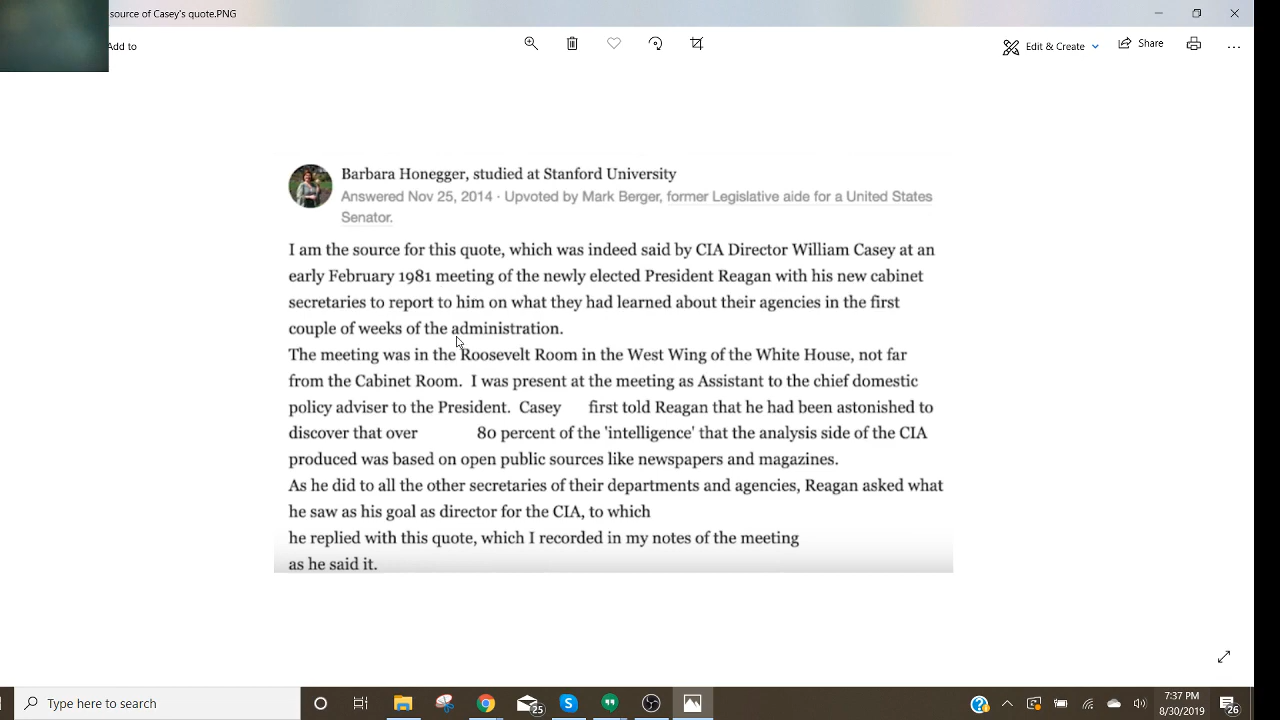 source of Casey's quote.PNG
Add to
Edit & Create
Share
Barbara Honegger, studied at Stanford University
Answered Nov 25, 2014 · Upvoted by Mark Berger, former Legislative aide for a United States
Senator.
I am the source for this quote, which was indeed said by CIA Director William Casey at an
early February 1981 meeting of the newly elected President Reagan with his new cabinet
secretaries to report to him on what they had learned about their agencies in the first
couple of weeks of the administration.
The meeting was in the Roosevelt Room in the West Wing of the White House, not far
from the Cabinet Room. I was present at the meeting as Assistant to the chief domestic
policy adviser to the President. Casey first told Reagan that he had been astonished to
discover that over 80 percent of the 'intelligence' that the analysis side of the CIA
produced was based on open public sources like newspapers and magazines.
As he did to all the other secretaries of their departments and agencies, Reagan asked what
he saw as his goal as director for the CIA, to which
he replied with this quote, which I recorded in my notes of the meeting
as he said it.
Type here to search
25
7:37 PM
8/30/2019
26